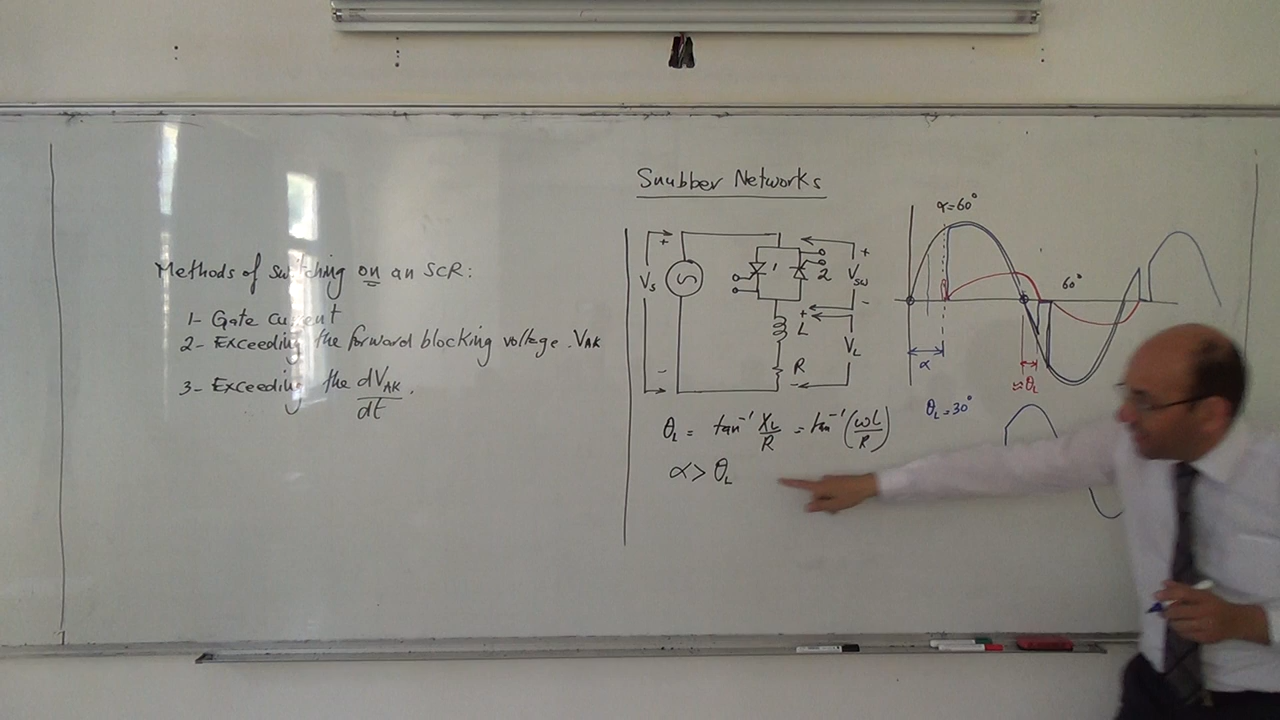 Methods of switching on an SCR:
1- Gate current
2- Exceeding the forward blocking voltage. VAK
3- Exceeding the dVAK/dt.
Snubber Networks
+
VS
-
1
2
+
VSW
-
+
L
VL
R
-
θL = tan⁻¹ XL/R = tan⁻¹ (ωL/R)
α > θL
α=60°
60°
α
≈θL
θL = 30°